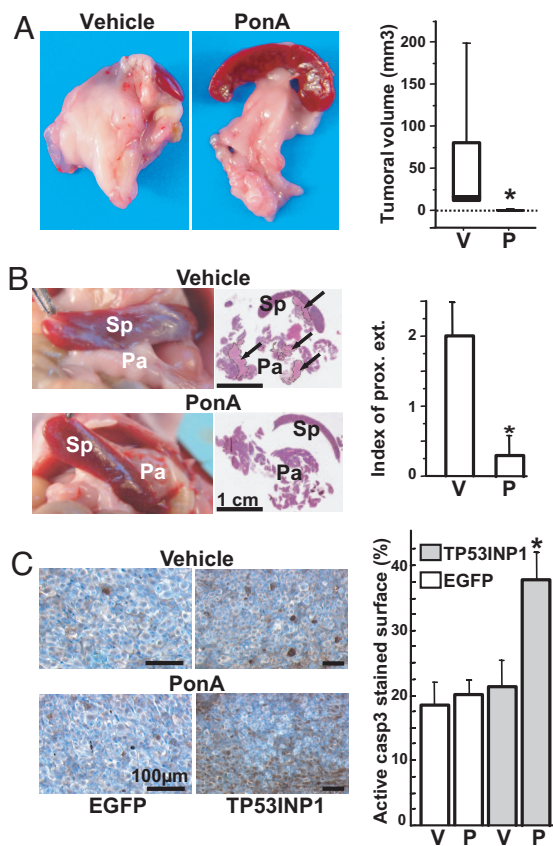 A
Vehicle
PonA
Tumoral volume (mm3)
200
150
100
50
0
*
V P
B
Vehicle
Sp
Pa
Sp
Pa
PonA
Sp
Pa
Sp
Pa
1 cm
Index of prox. ext.
2
1
0
*
V P
C
Vehicle
PonA
100µm
EGFP TP53INP1
Active casp3 stained surface (%)
40
30
20
10
0
TP53INP1
EGFP
*
V P V P